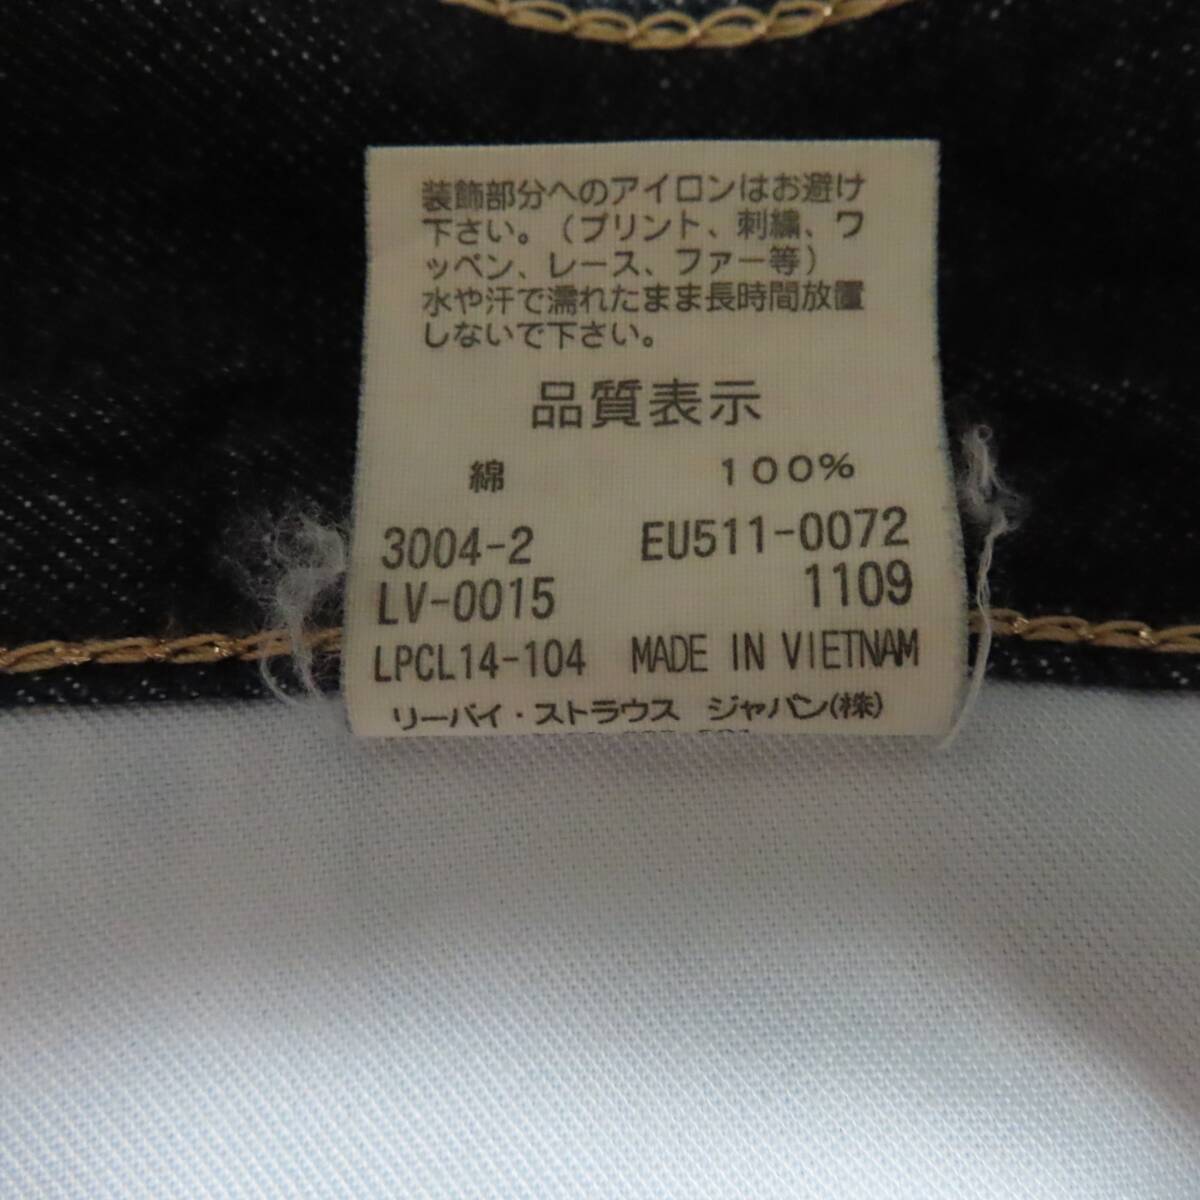 装飾部分へのアイロンはお避け
下さい。（プリント、刺繍、ワ
ッペン、レース、ファー等）
水や汗で濡れたまま長時間放置
しないで下さい。
品質表示
綿 100%
3004-2 EU511-0072
LV-0015 1109
LPCL14-104 MADE IN VIETNAM
リーバイ・ストラウス ジャパン(株)